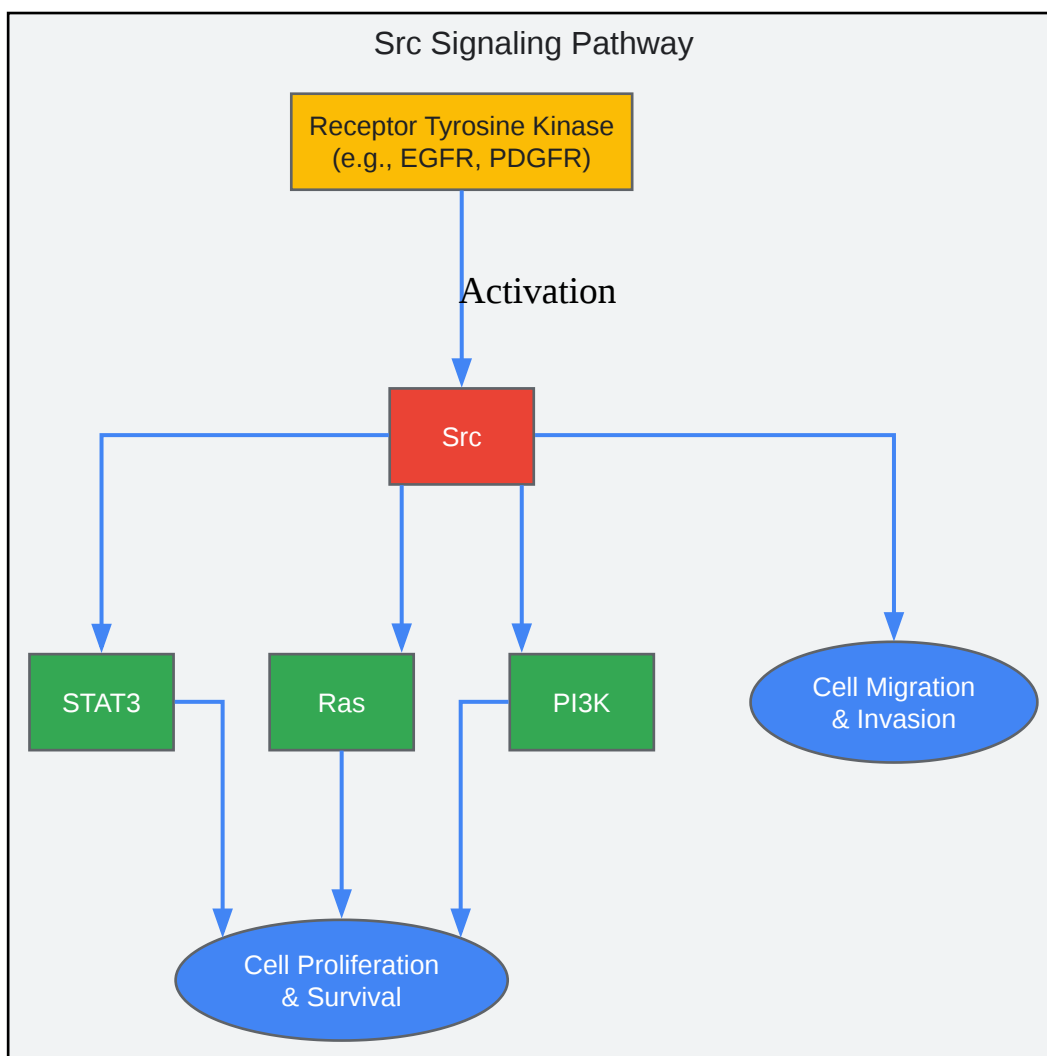 Src Signaling Pathway
Receptor Tyrosine Kinase
(e.g., EGFR, PDGFR)
Activation
Src
STAT3
Ras
PI3K
Cell Migration
& Invasion
Cell Proliferation
& Survival